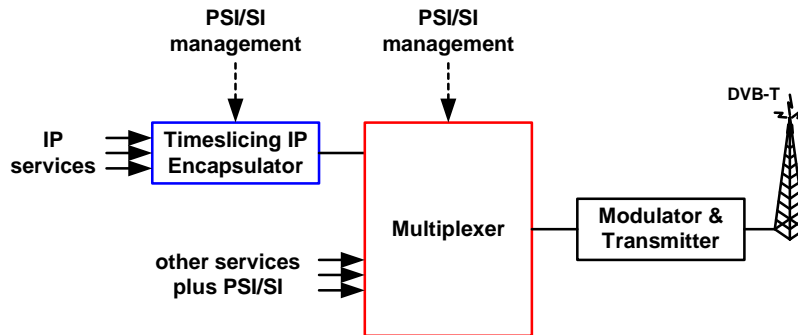 PSI/SI
management
PSI/SI
management
DVB-T
IP
services
Timeslicing IP
Encapsulator
Multiplexer
Modulator &
Transmitter
other services
plus PSI/SI